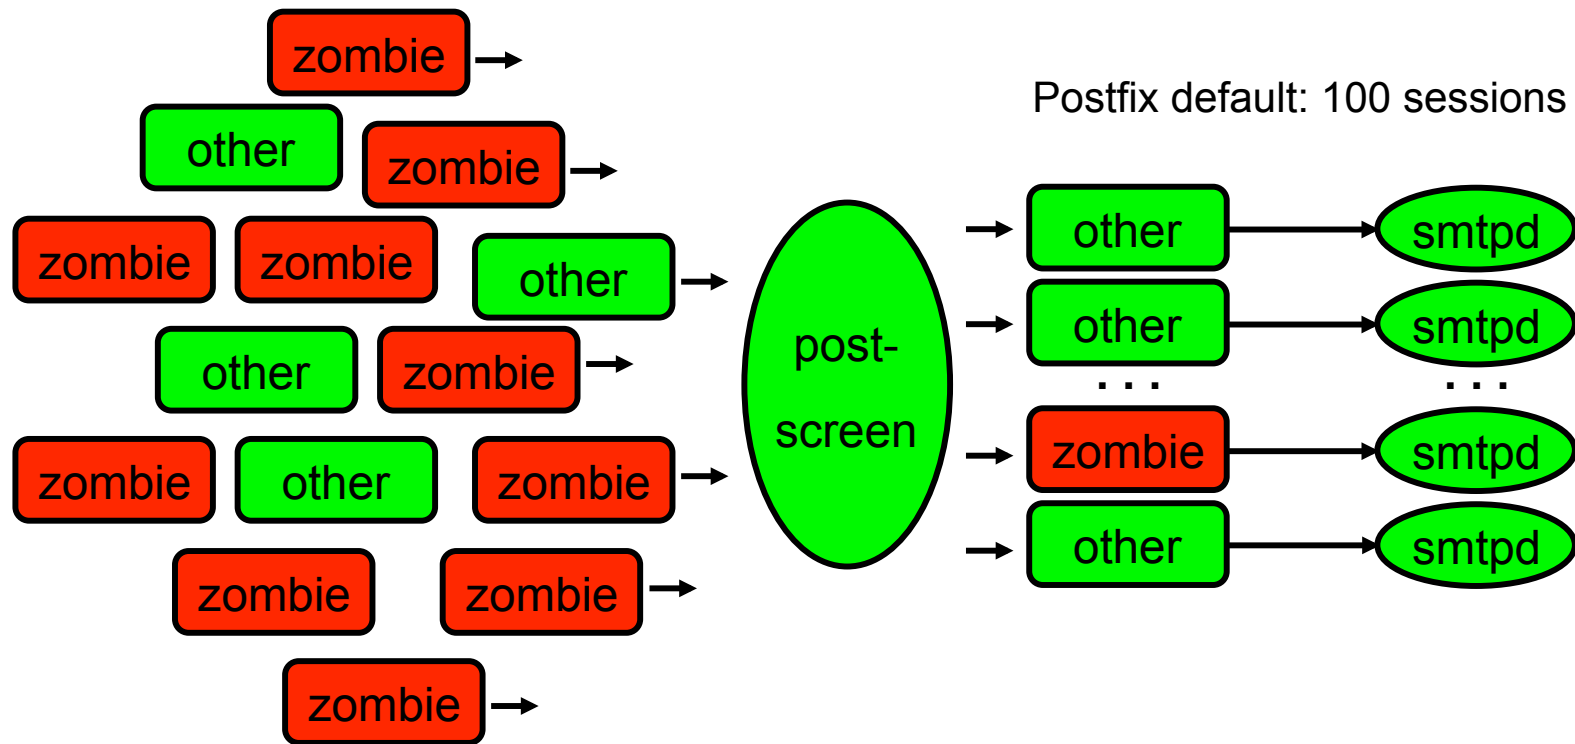 zombie
Postfix default: 100 sessions
other
zombie
zombie
zombie
other
other
smtpd
other
zombie
other
smtpd
post-
screen
. . .
. . .
zombie
other
zombie
zombie
smtpd
zombie
zombie
other
smtpd
zombie